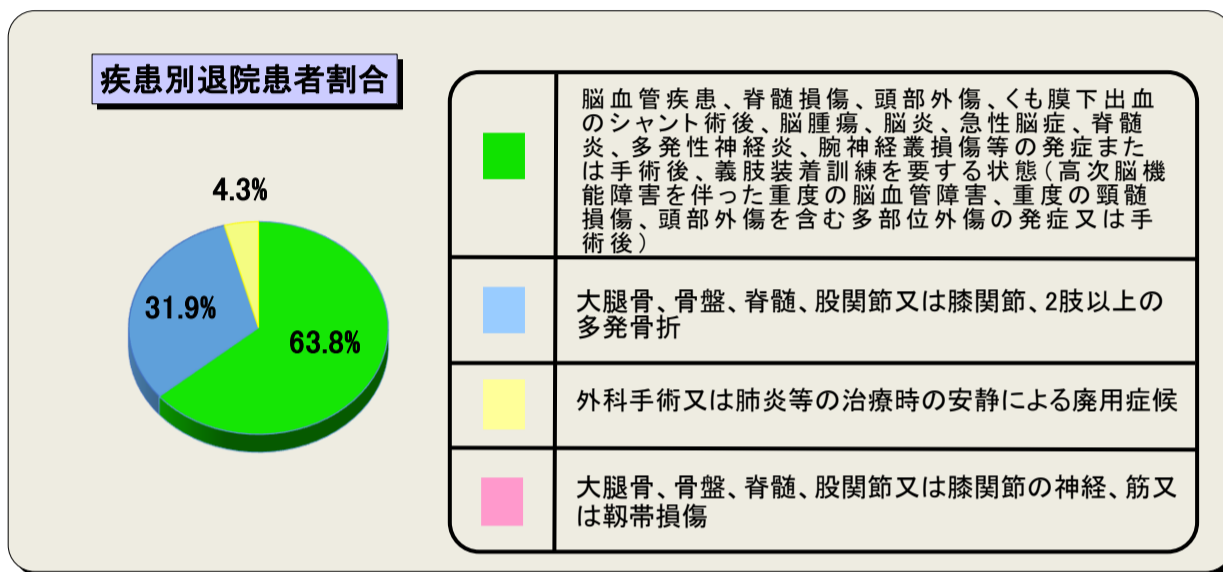 疾患別退院患者割合
4.3%
31.9%
63.8%
脳血管疾患、脊髄損傷、頭部外傷、くも膜下出血
のシャント術後、脳腫瘍、脳炎、急性脳症、脊髄
炎、多発性神経炎、腕神経叢損傷等の発症また
は手術後、義肢装着訓練を要する状態(高次脳機
能障害を伴った重度の脳血管障害、重度の頸髄
損傷、頭部外傷を含む多部位外傷の発症又は手
術後)
大腿骨、骨盤、脊髄、股関節又は膝関節、2肢以上の
多発骨折
外科手術又は肺炎等の治療時の安静による廃用症候
大腿骨、骨盤、脊髄、股関節又は膝関節の神経、筋又
は靱帯損傷